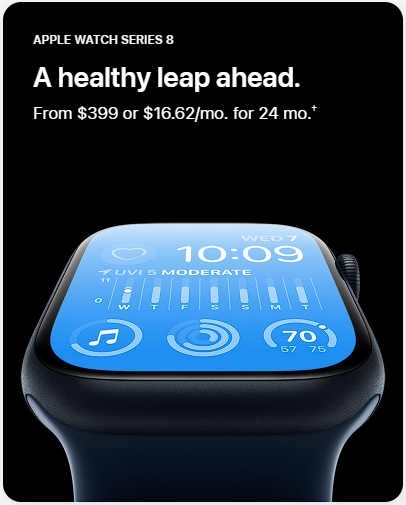 APPLE WATCH SERIES 8
A healthy leap ahead.
From $399 or $16.62/mo. for 24 mo.†
WED 7
10:09
UVI 5 MODERATE
11
0
W T F S S M T
70
57 75